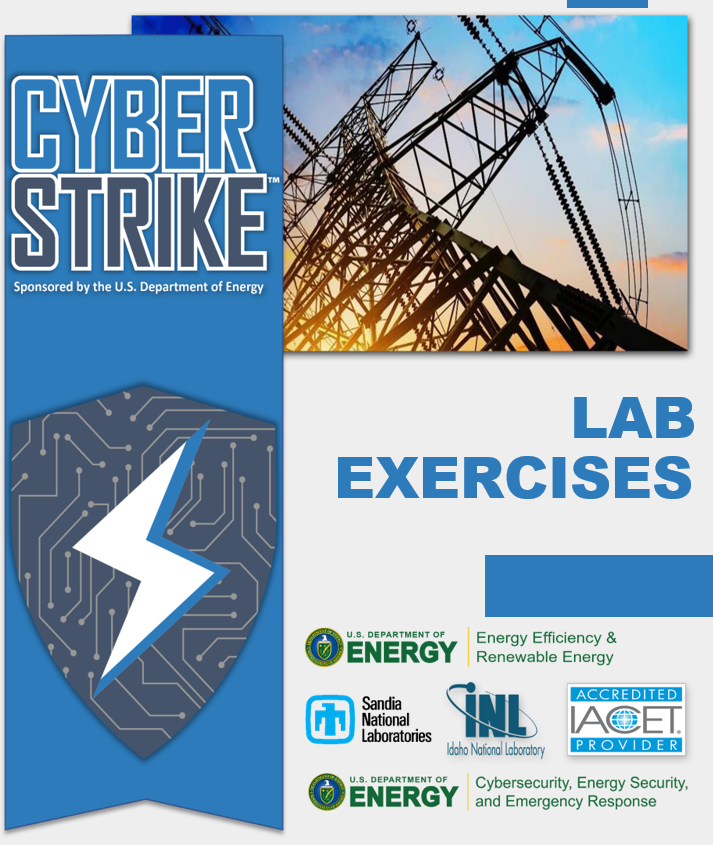 CYBER
STRIKE™
Sponsored by the U.S. Department of Energy
LAB
EXERCISES
U.S. DEPARTMENT OF
ENERGY
Energy Efficiency &
Renewable Energy
Sandia
National
Laboratories
INL
Idaho National Laboratory
ACCREDITED
IACET
PROVIDER
U.S. DEPARTMENT OF
ENERGY
Cybersecurity, Energy Security,
and Emergency Response